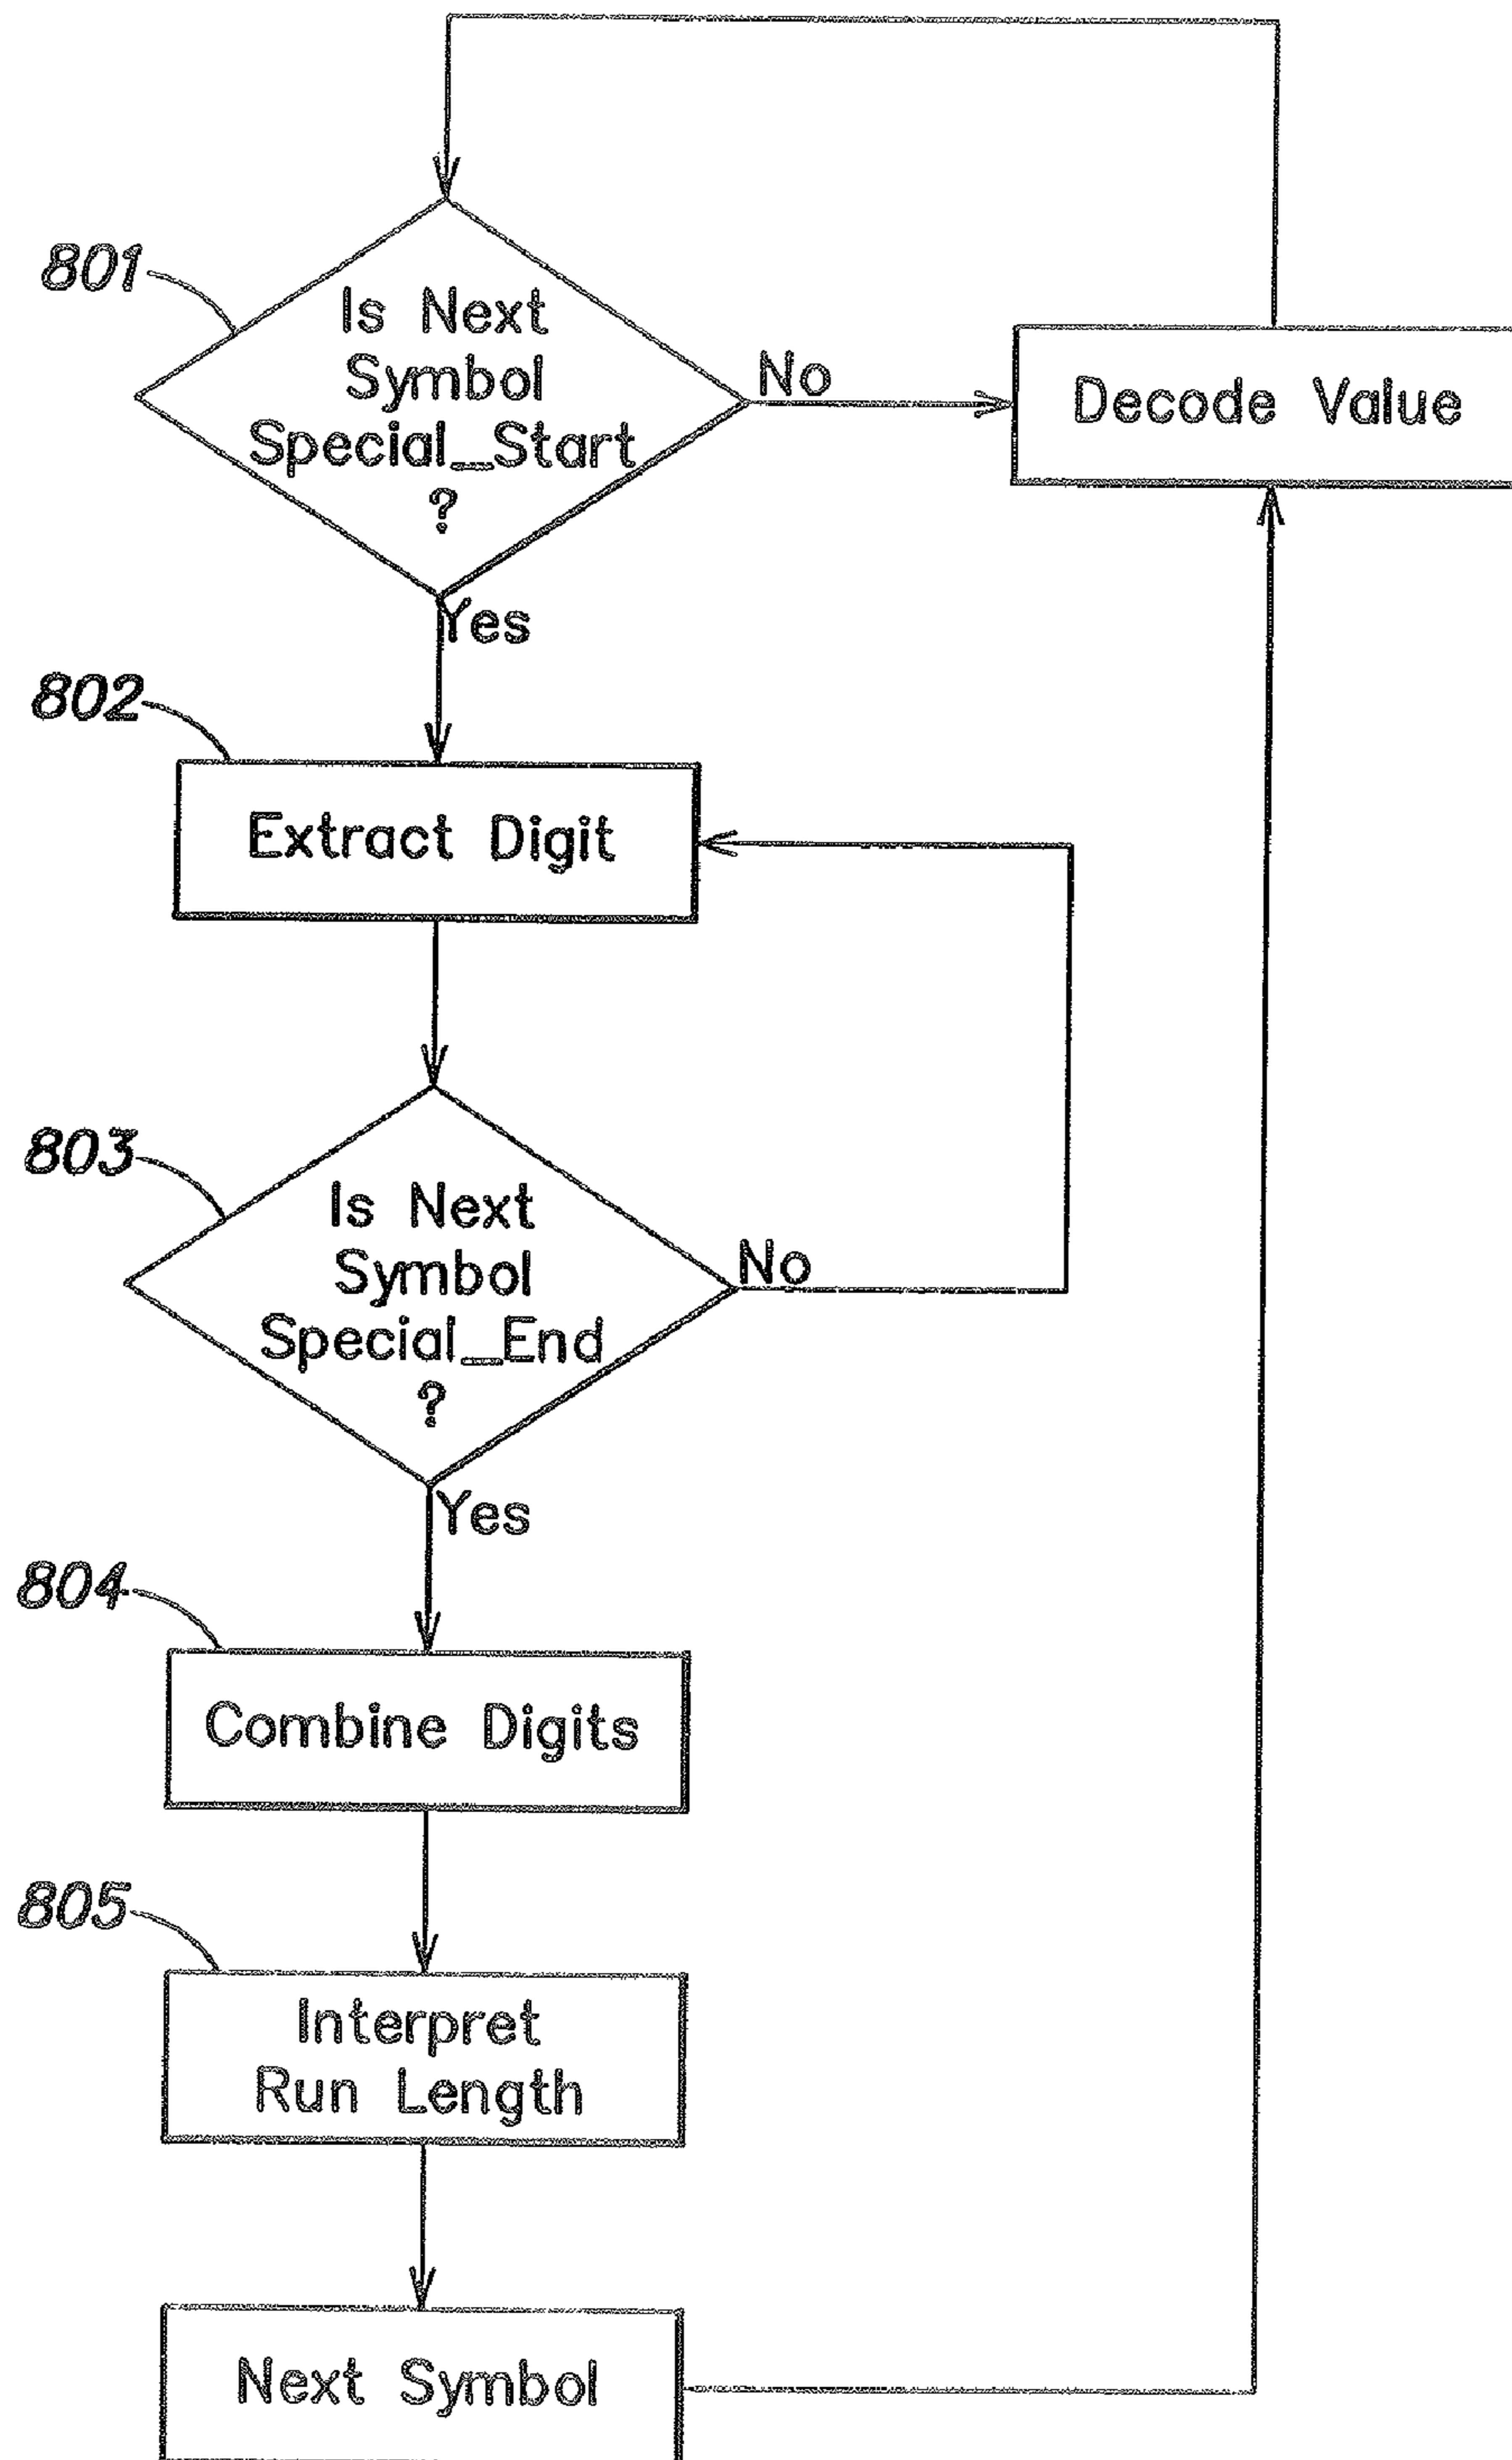 801
Is Next
Symbol
Special_Start
?
No
Decode Value
Yes
802
Extract Digit
803
Is Next
Symbol
Special_End
?
No
Yes
804
Combine Digits
805
Interpret
Run Length
Next Symbol